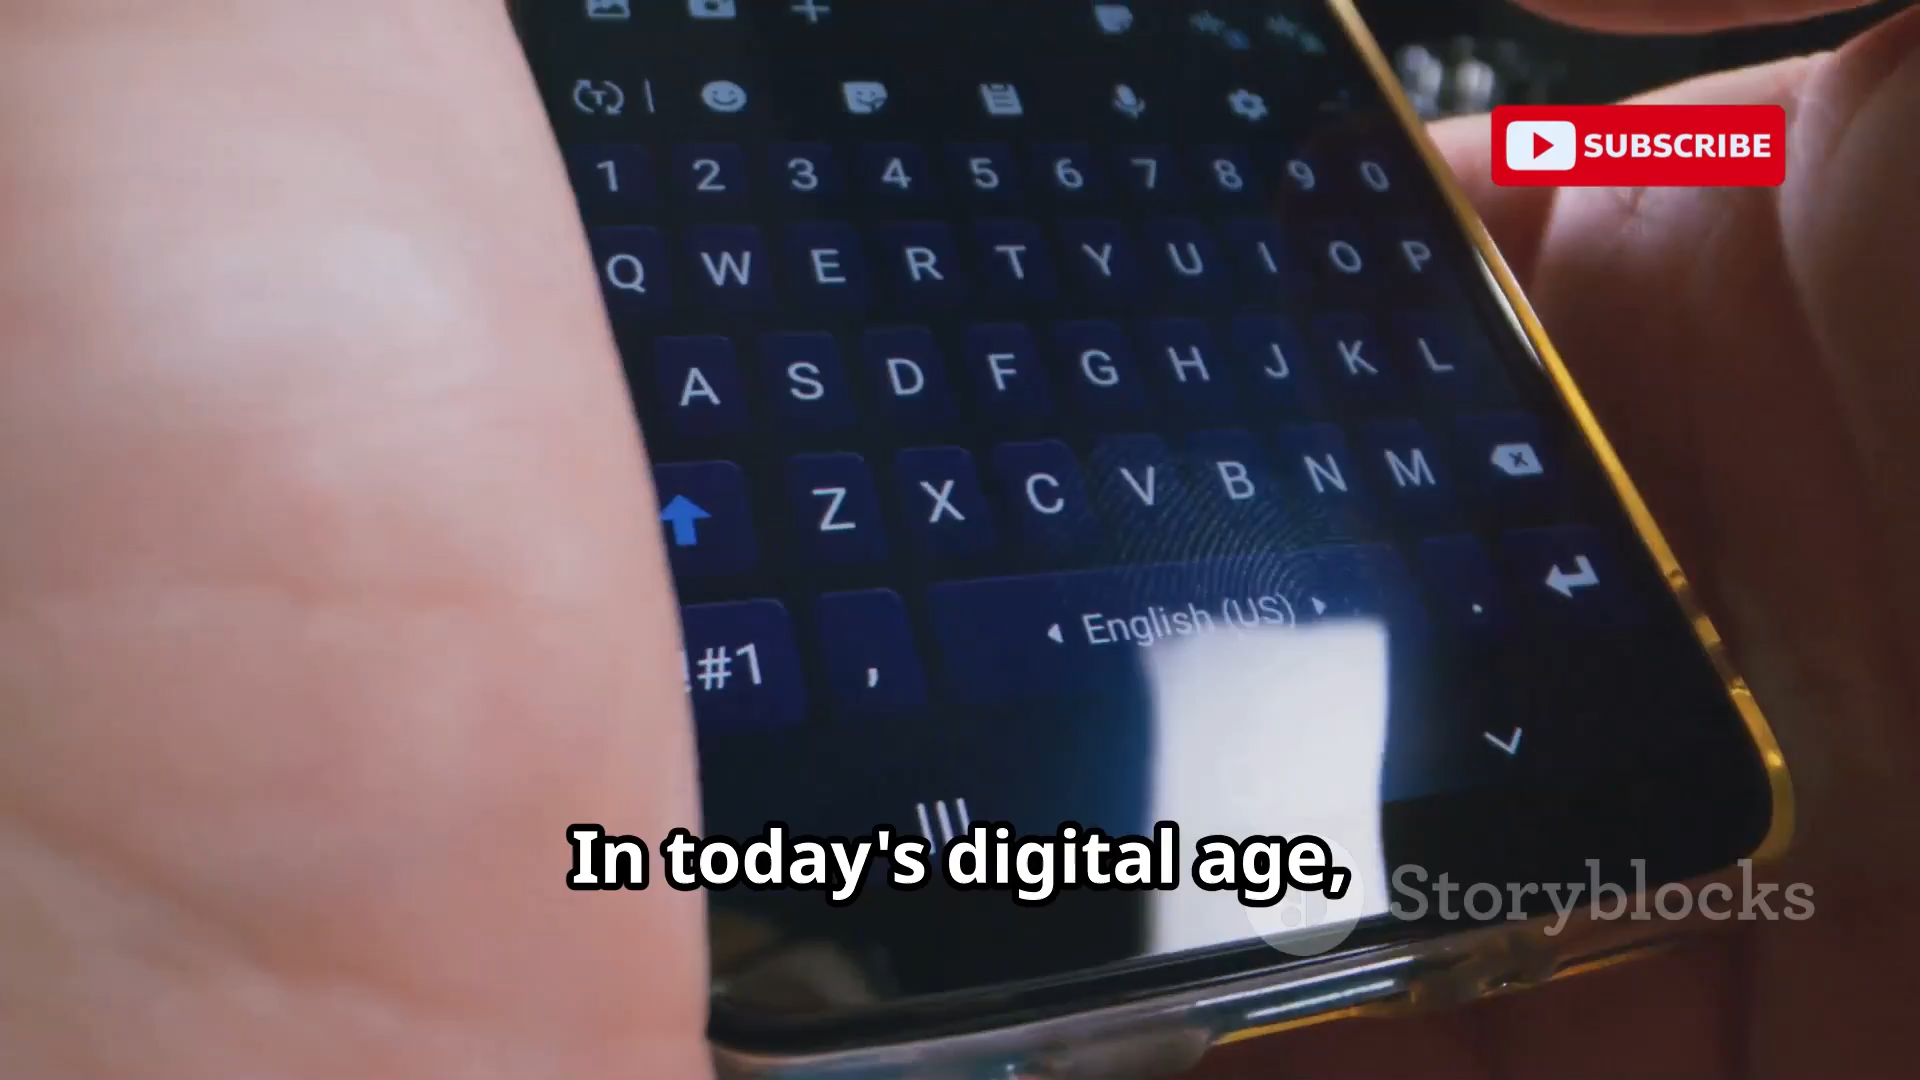 SUBSCRIBE
1 2 3 4 5 6 7 8 9 0
Q W E R T Y U I O P
A S D F G H J K L
Z X C V B N M
!#1 , English (US) .
In today's digital age,
Storyblocks